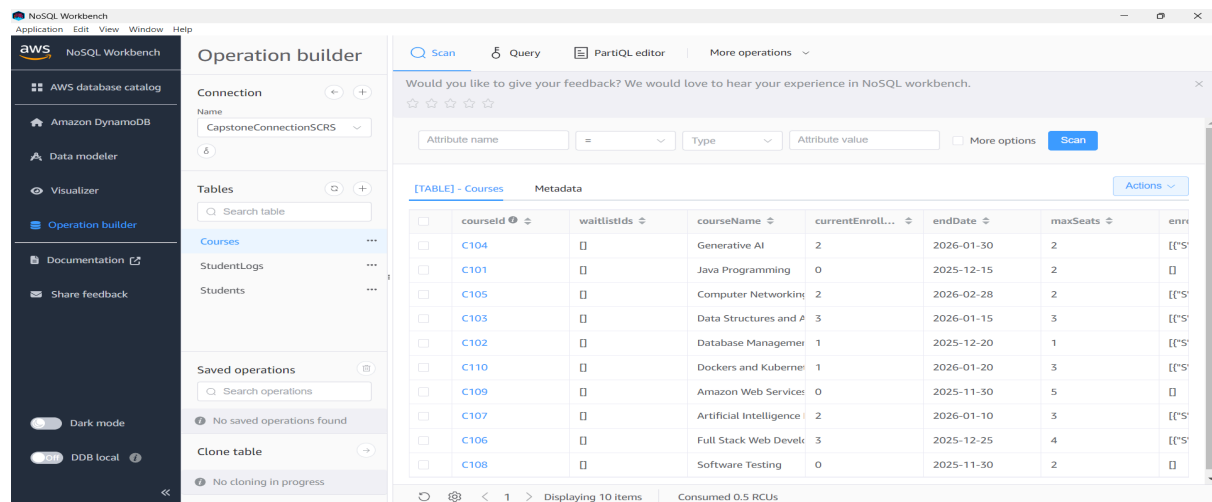 NoSQL Workbench
Application Edit View Window Help
aws NoSQL Workbench
AWS database catalog
Amazon DynamoDB
Data modeler
Visualizer
Operation builder
Documentation
Share feedback
Dark mode
Off DDB local
Operation builder
Connection
Name
CapstoneConnectionSCRS
Tables
Search table
Courses
StudentLogs
Students
Saved operations
Search operations
No saved operations found
Clone table
No cloning in progress
Scan Query PartiQL editor More operations
Would you like to give your feedback? We would love to hear your experience in NoSQL workbench.
Attribute name = Type Attribute value More options Scan
[TABLE] - Courses Metadata Actions
courseId waitlistIds courseName currentEnroll... endDate maxSeats enro
C104 [] Generative AI 2 2026-01-30 2 [{"S"
C101 [] Java Programming 0 2025-12-15 2 []
C105 [] Computer Networking 2 2026-02-28 2 [{"S"
C103 [] Data Structures and A 3 2026-01-15 3 [{"S"
C102 [] Database Managemen 1 2025-12-20 1 [{"S"
C110 [] Dockers and Kubernet 1 2026-01-20 3 [{"S"
C109 [] Amazon Web Services 0 2025-11-30 5 []
C107 [] Artificial Intelligence 2 2026-01-10 3 [{"S"
C106 [] Full Stack Web Develo 3 2025-12-25 4 [{"S"
C108 [] Software Testing 0 2025-11-30 2 []
1 Displaying 10 items Consumed 0.5 RCUs